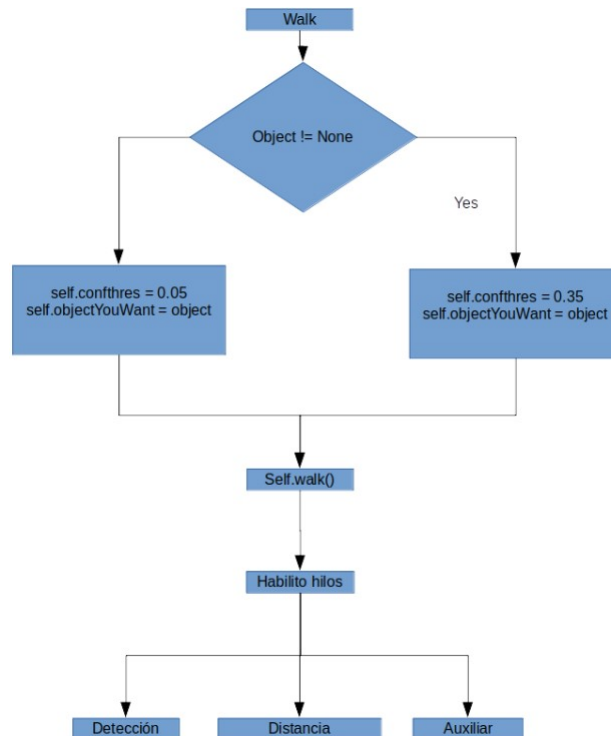 Walk
Object != None
Yes
self.confthres = 0.05
self.objectYouWant = object
self.confthres = 0.35
self.objectYouWant = object
Self.walk()
Habilito hilos
Detección
Distancia
Auxiliar